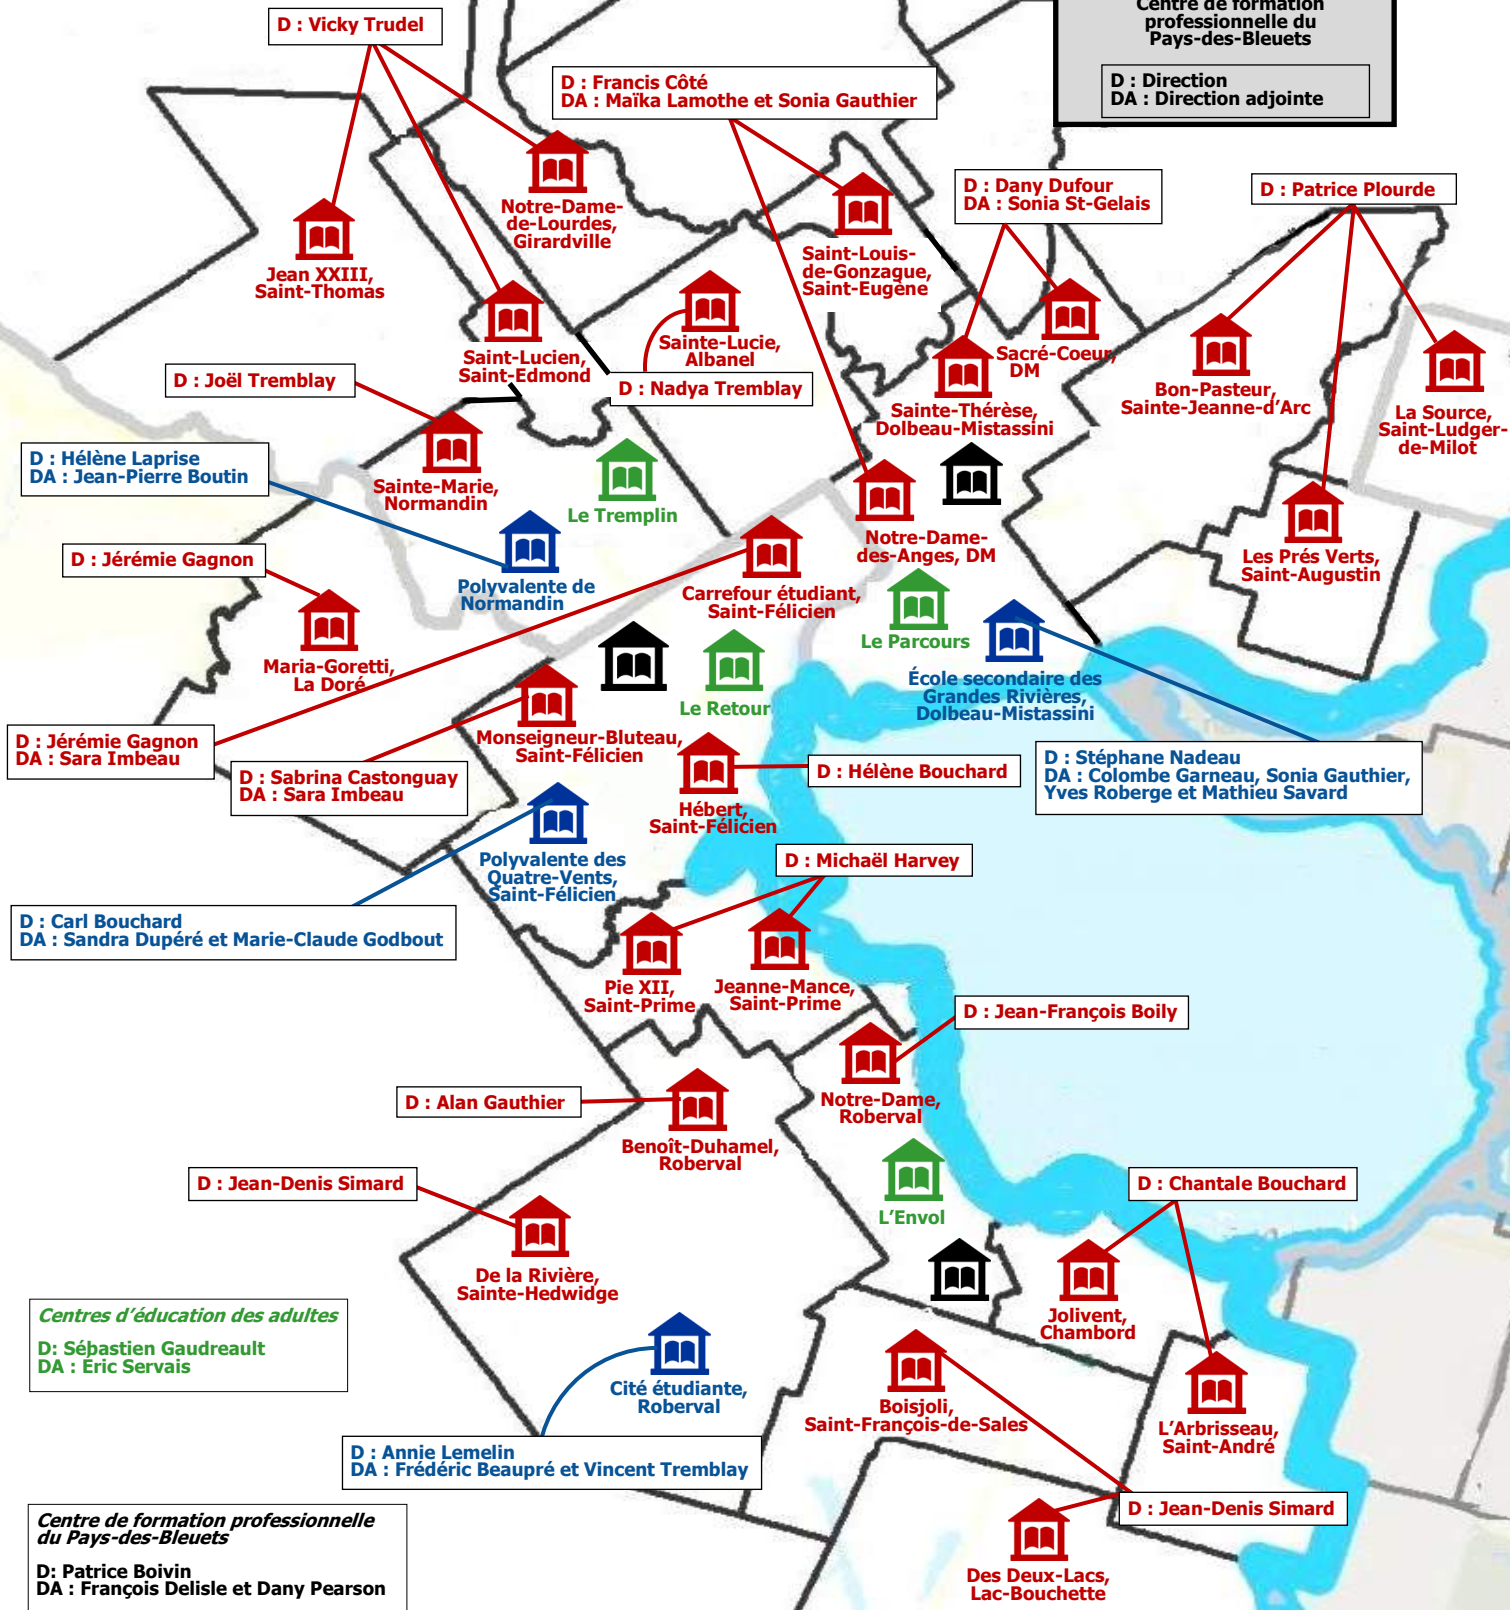 Centre de formation
professionnelle du
Pays-des-Bleuets
D : Direction
DA : Direction adjointe
D : Vicky Trudel
D : Francis Côté
DA : Maïka Lamothe et Sonia Gauthier
D : Dany Dufour
DA : Sonia St-Gelais
D : Patrice Plourde
Notre-Dame-
de-Lourdes,
Girardville
Jean XXIII,
Saint-Thomas
Saint-Louis-
de-Gonzague,
Saint-Eugène
Saint-Lucien,
Saint-Edmond
Sainte-Lucie,
Albanel
D : Nadya Tremblay
Sacré-Coeur,
DM
Sainte-Thérèse,
Dolbeau-Mistassini
Bon-Pasteur,
Sainte-Jeanne-d'Arc
La Source,
Saint-Ludger-
de-Milot
D : Joël Tremblay
D : Hélène Laprise
DA : Jean-Pierre Boutin
Sainte-Marie,
Normandin
Le Tremplin
Notre-Dame-
des-Anges, DM
Les Prés Verts,
Saint-Augustin
D : Jérémie Gagnon
Polyvalente de
Normandin
Carrefour étudiant,
Saint-Félicien
Le Parcours
Maria-Goretti,
La Doré
Le Retour
École secondaire des
Grandes Rivières,
Dolbeau-Mistassini
D : Jérémie Gagnon
DA : Sara Imbeau
Monseigneur-Bluteau,
Saint-Félicien
D : Sabrina Castonguay
DA : Sara Imbeau
D : Hélène Bouchard
D : Stéphane Nadeau
DA : Colombe Garneau, Sonia Gauthier,
Yves Roberge et Mathieu Savard
Hébert,
Saint-Félicien
Polyvalente des
Quatre-Vents,
Saint-Félicien
D : Michaël Harvey
D : Carl Bouchard
DA : Sandra Dupéré et Marie-Claude Godbout
Pie XII,
Saint-Prime
Jeanne-Mance,
Saint-Prime
D : Jean-François Boily
D : Alan Gauthier
Notre-Dame,
Roberval
Benoît-Duhamel,
Roberval
D : Jean-Denis Simard
L'Envol
D : Chantale Bouchard
De la Rivière,
Sainte-Hedwidge
Jolivent,
Chambord
Centres d'éducation des adultes
D: Sébastien Gaudreault
DA : Éric Servais
Cité étudiante,
Roberval
Boisjoli,
Saint-François-de-Sales
L'Arbrisseau,
Saint-André
D : Annie Lemelin
DA : Frédéric Beaupré et Vincent Tremblay
D : Jean-Denis Simard
Centre de formation professionnelle
du Pays-des-Bleuets
D: Patrice Boivin
DA : François Delisle et Dany Pearson
Des Deux-Lacs,
Lac-Bouchette